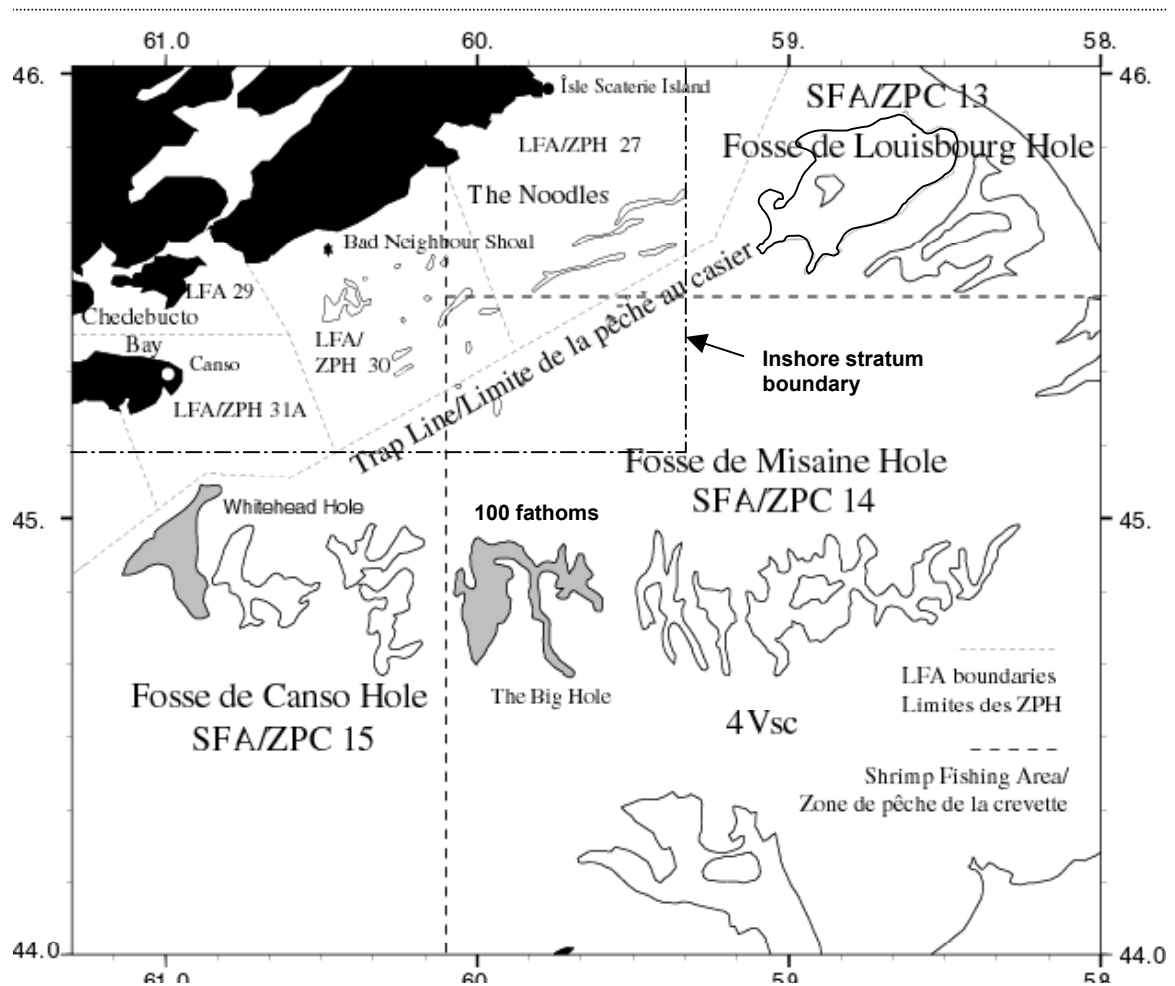 61.0 60. 59. 58.
46. 46.
Îsle Scaterie Island
SFA/ZPC 13
LFA/ZPH 27
Fosse de Louisbourg Hole
The Noodles
Bad Neighbour Shoal
LFA 29
Chedebucto
Bay
LFA/
ZPH 30
Canso
LFA/ZPH 31A
Trap Line/Limite de la pêche au casier
Inshore stratum
boundary
Fosse de Misaine Hole
SFA/ZPC 14
45. 45.
Whitehead Hole
100 fathoms
Fosse de Canso Hole
SFA/ZPC 15
The Big Hole
4Vsc
LFA boundaries
Limites des ZPH
Shrimp Fishing Area/
Zone de pêche de la crevette
44.0 44.0
61.0 60. 59. 58.